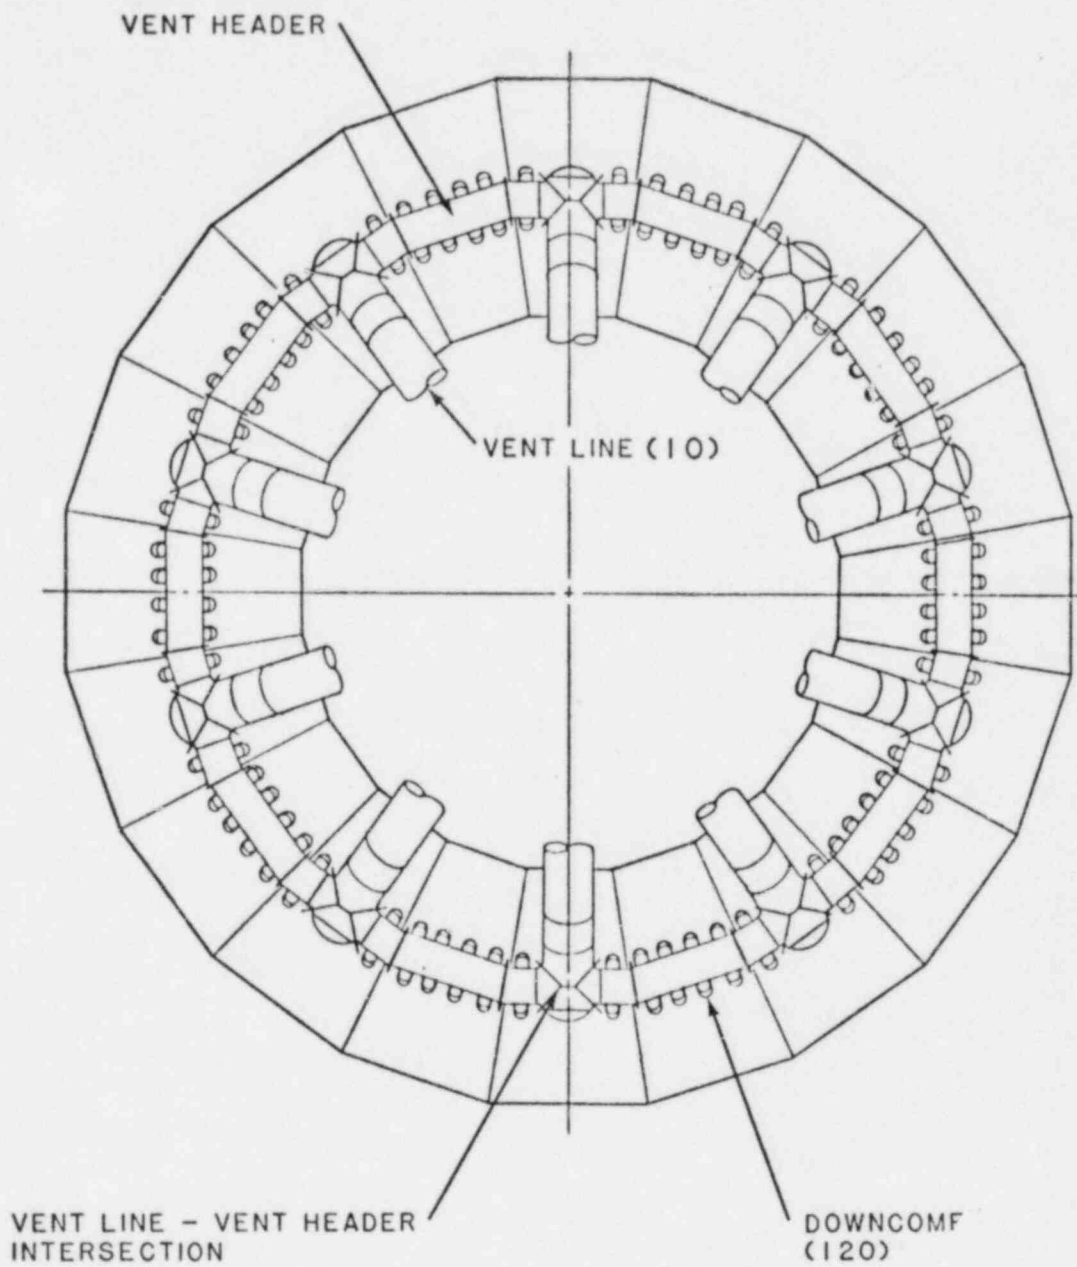 VENT HEADER
VENT LINE (10)
VENT LINE - VENT HEADER
INTERSECTION
DOWNCOMF
(120)